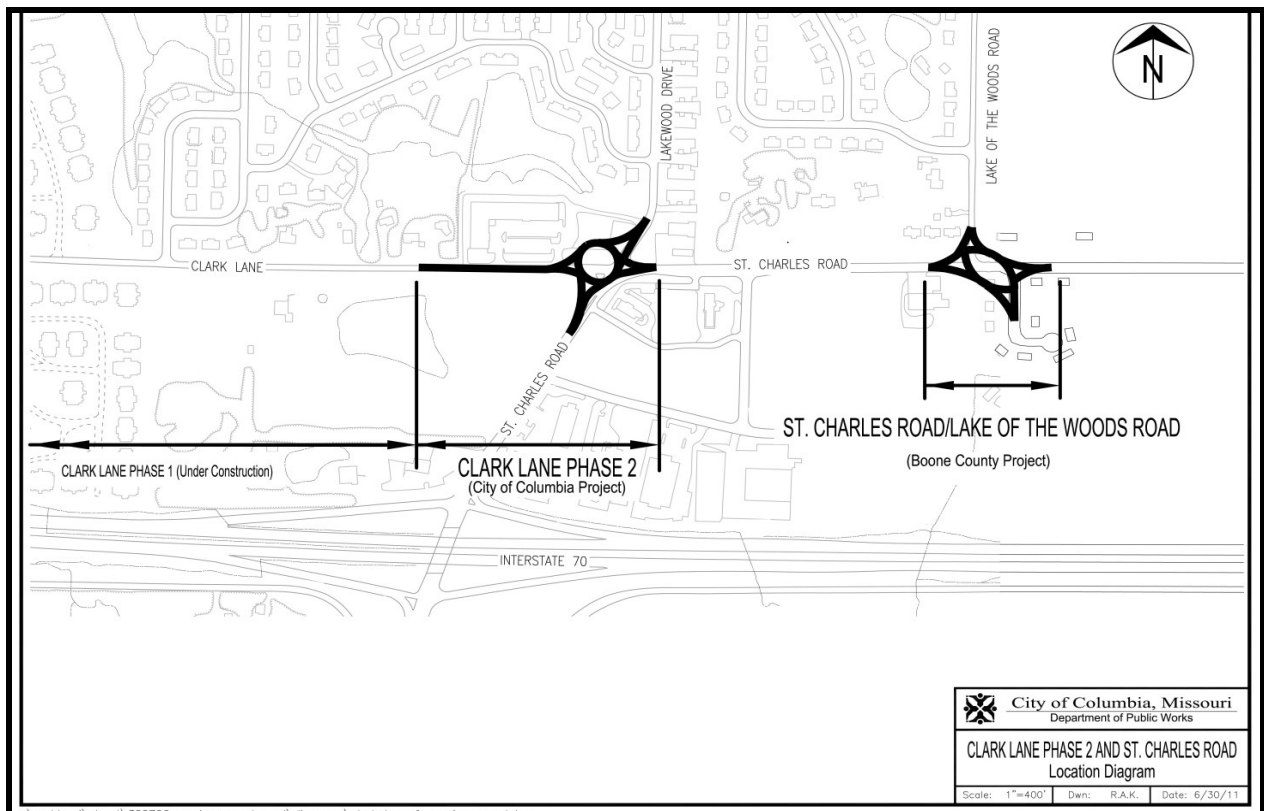 LAKEWOOD DRIVE
LAKE OF THE WOODS ROAD
N
CLARK LANE
ST. CHARLES ROAD
ST. CHARLES ROAD
ST. CHARLES ROAD/LAKE OF THE WOODS ROAD
(Boone County Project)
CLARK LANE PHASE 1 (Under Construction)
CLARK LANE PHASE 2
(City of Columbia Project)
INTERSTATE 70
City of Columbia, Missouri
Department of Public Works
CLARK LANE PHASE 2 AND ST. CHARLES ROAD
Location Diagram
Scale: 1"=400' Dwn: R.A.K. Date: 6/30/11